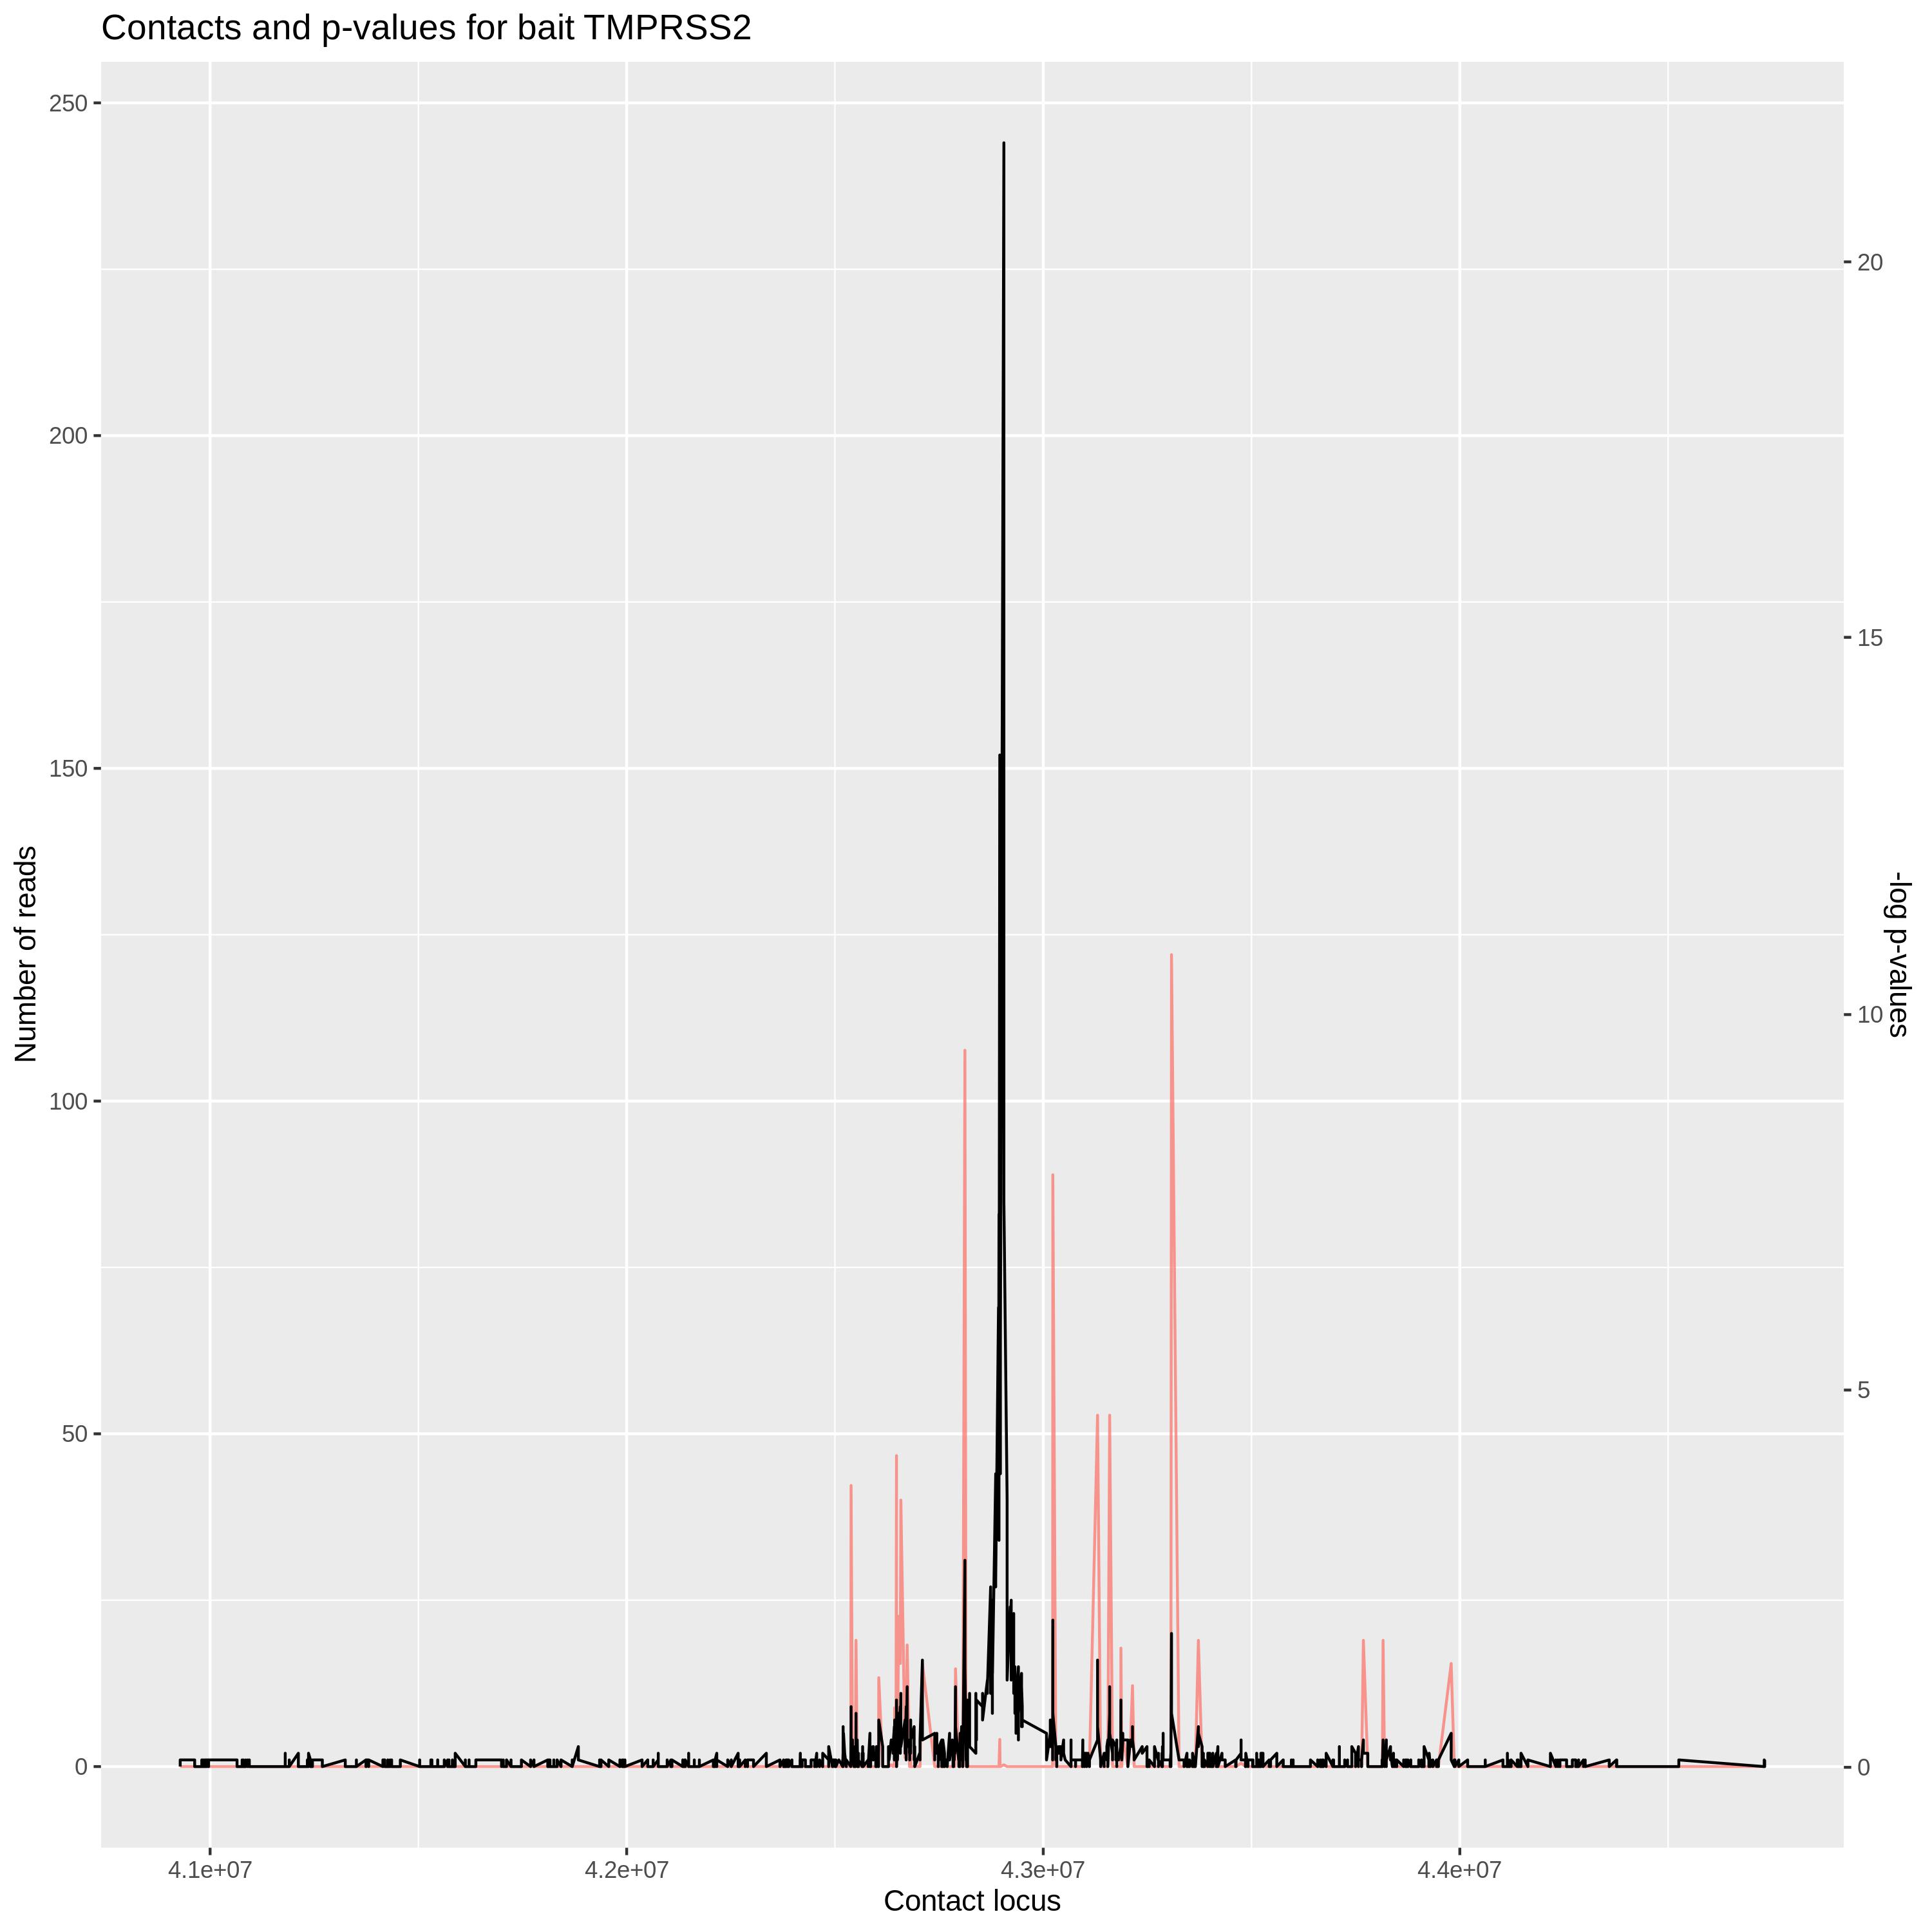 Contacts and p-values for bait TMPRSS2
250
200
150
100
50
0
Number of reads
20
15
10
5
0
-log p-values
4.1e+07
4.2e+07
4.3e+07
4.4e+07
Contact locus